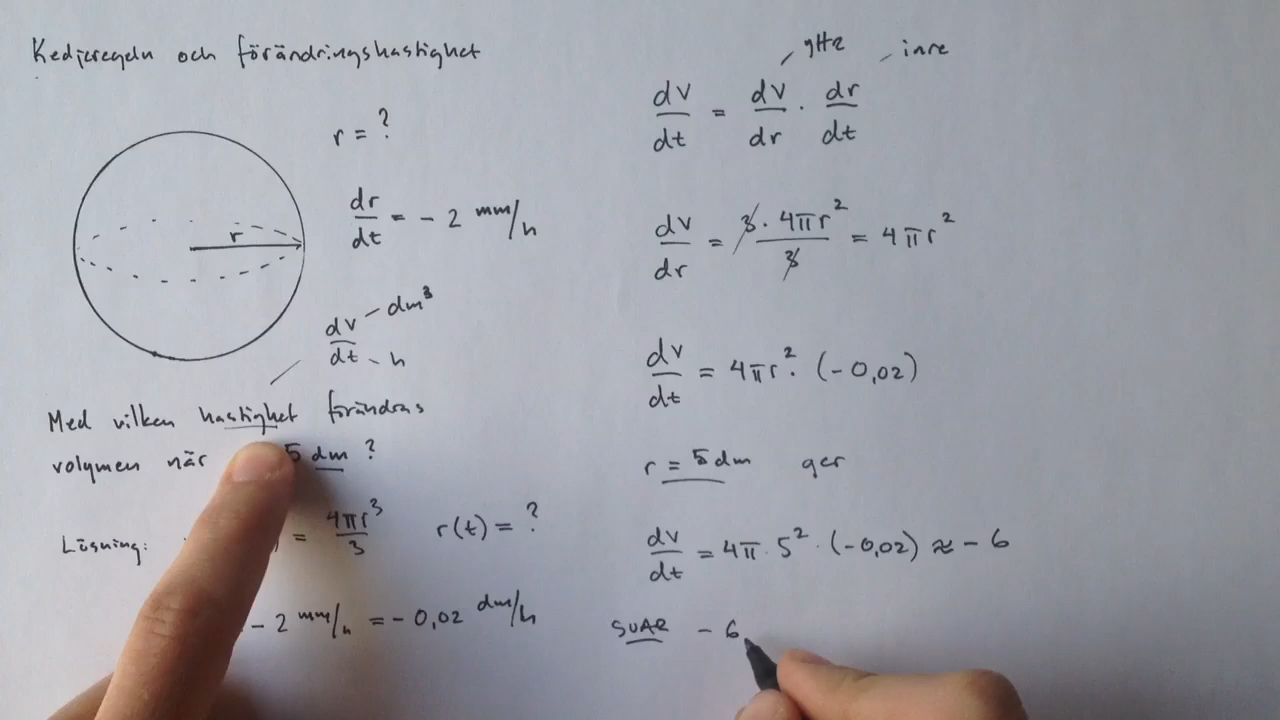 Kedjeregeln och förändringshastighet
r = ?
r
dr/dt = - 2 mm/h
dv/dt - dm³ - h
Med vilken hastighet förändras
volymen när 5 dm ?
Lösning: = 4πr³/3 r(t) = ?
- 2 mm/h = - 0,02 dm/h
yttre inre
dv/dt = dv/dr · dr/dt
dv/dr = 3 · 4πr²/3 = 4πr²
dv/dt = 4πr² · (-0,02)
r = 5 dm ger
dv/dt = 4π · 5² · (-0,02) ≈ - 6
SVAR - 6